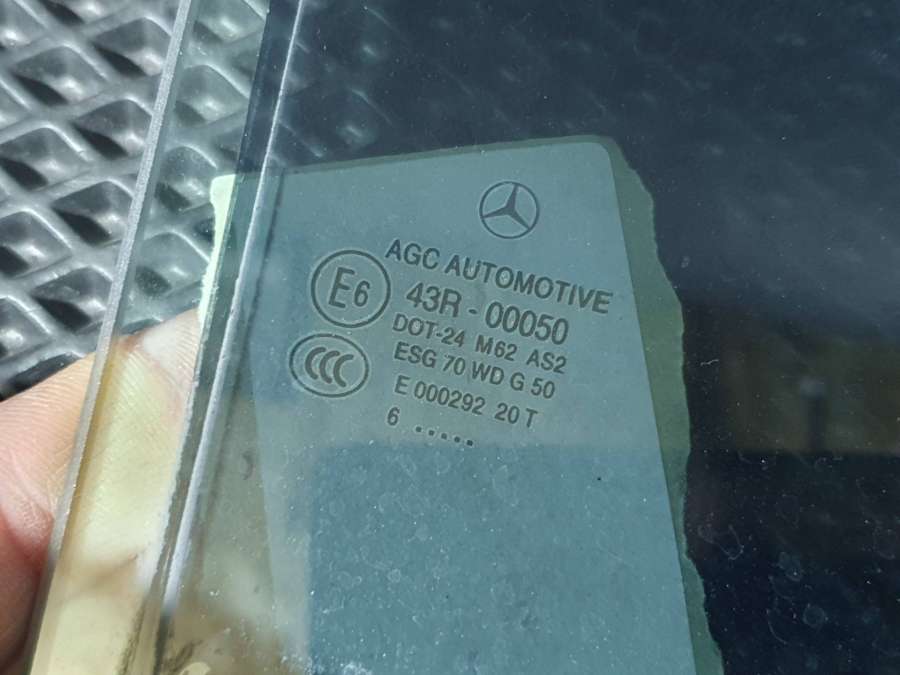 AGC AUTOMOTIVE
E6 43R - 00050
DOT-24 M62 AS2
CCC ESG 70 WD G 50
E 000292 20 T
6 .....